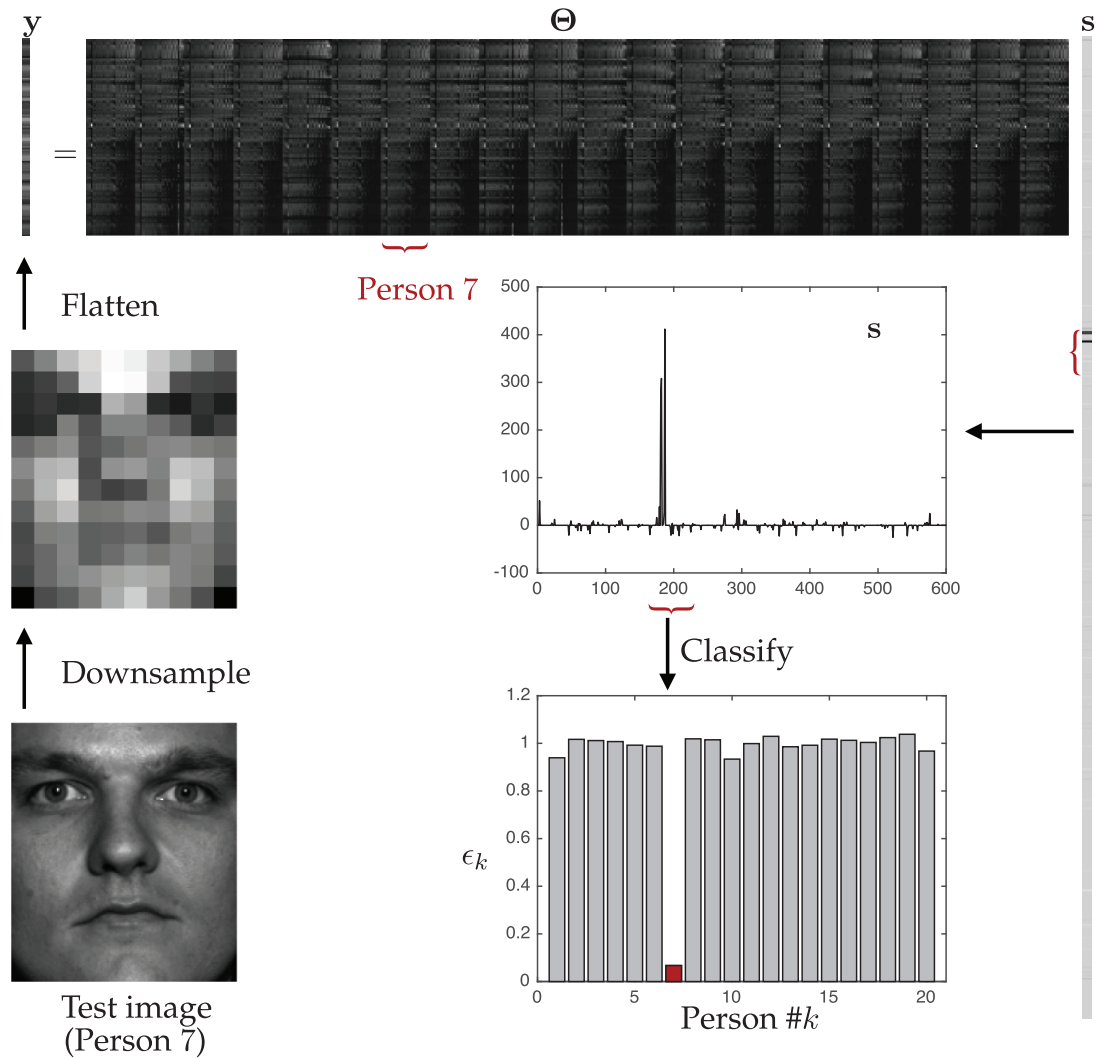 y
Θ
s
=
Flatten
Person 7
500
400
300
200
100
0
-100
s
0 100 200 300 400 500 600
Classify
Downsample
1.2
1
0.8
0.6
0.4
0.2
0
ϵk
0 5 10 15 20
Person #k
Test image
(Person 7)